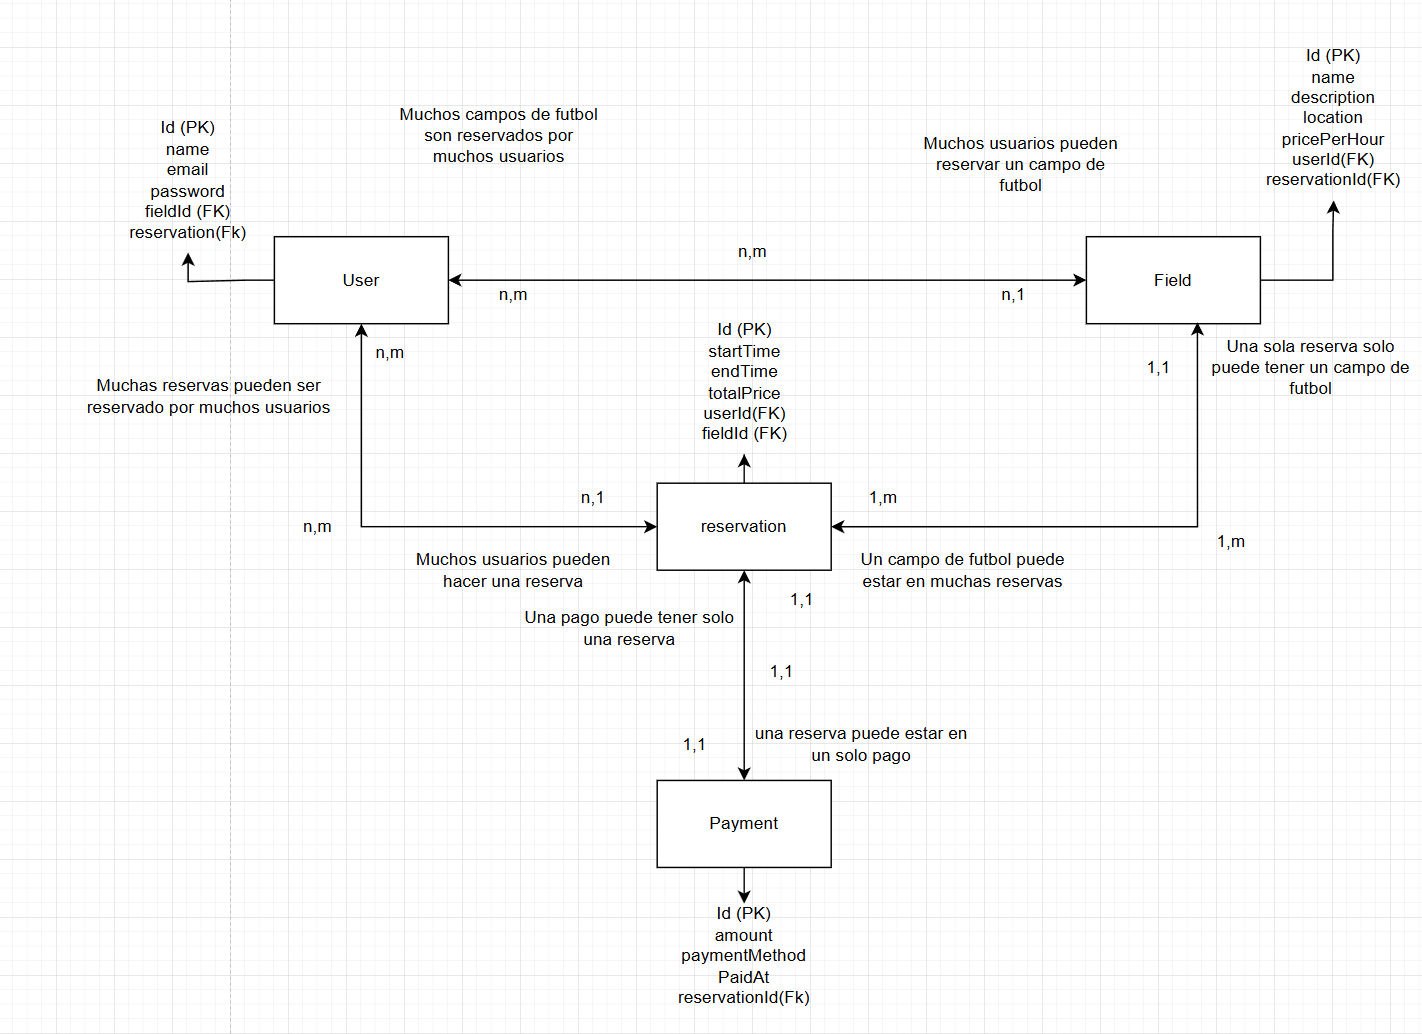 Id (PK)
name
email
password
fieldId (FK)
reservation(Fk)
Muchos campos de futbol
son reservados por
muchos usuarios
Muchos usuarios pueden
reservar un campo de
futbol
Id (PK)
name
description
location
pricePerHour
userId(FK)
reservationId(FK)
User
n,m
n,m
n,1
Field
n,m
Muchas reservas pueden ser
reservado por muchos usuarios
Id (PK)
startTime
endTime
totalPrice
userId(FK)
fieldId (FK)
1,1
Una sola reserva solo
puede tener un campo de
futbol
n,m
n,1
reservation
1,m
1,m
Muchos usuarios pueden
hacer una reserva
Un campo de futbol puede
estar en muchas reservas
1,1
Una pago puede tener solo
una reserva
1,1
1,1
una reserva puede estar en
un solo pago
Payment
Id (PK)
amount
paymentMethod
PaidAt
reservationId(Fk)